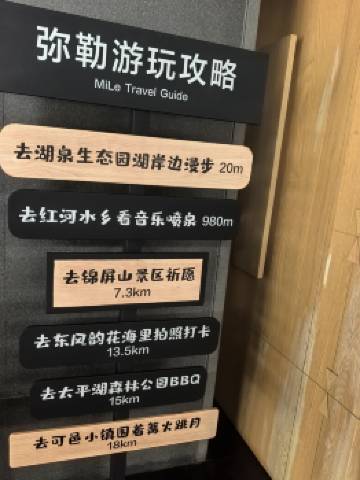 弥勒游玩攻略
MiLe Travel Guide
去湖泉生态园湖岸边漫步 20m
去红河水乡看音乐喷泉 980m
去锦屏山景区祈愿
7.3km
去东风韵花海里拍照打卡
13.5km
去太平湖森林公园BBQ
15km
去可邑小镇围着篝火跳月
18km